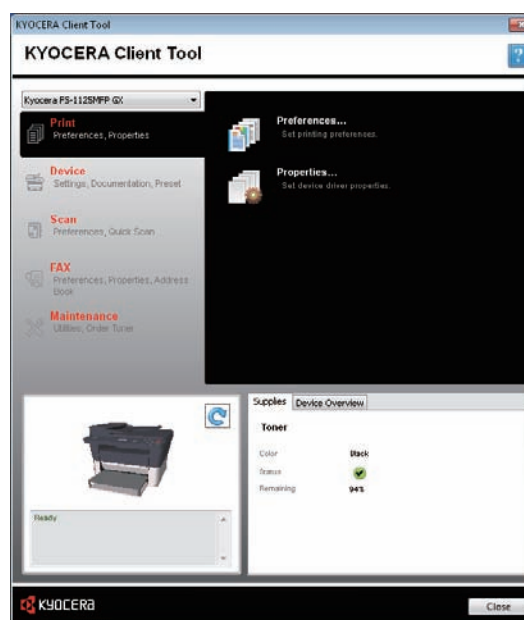 KYOCERA Client Tool
KYOCERA Client Tool
?
Kyocera FS-1125MFP GX
Print
Preferences, Properties
Device
Settings, Documentation, Preset
Scan
Preferences, Quick Scan
FAX
Preferences, Properties, Address
Book
Maintenance
Utilities, Order Toner
Preferences...
Set printing preferences.
Properties...
Set device driver properties.
Ready
Supplies Device Overview
Toner
Color Black
Status
Remaining 94%
KYOCERA
Close